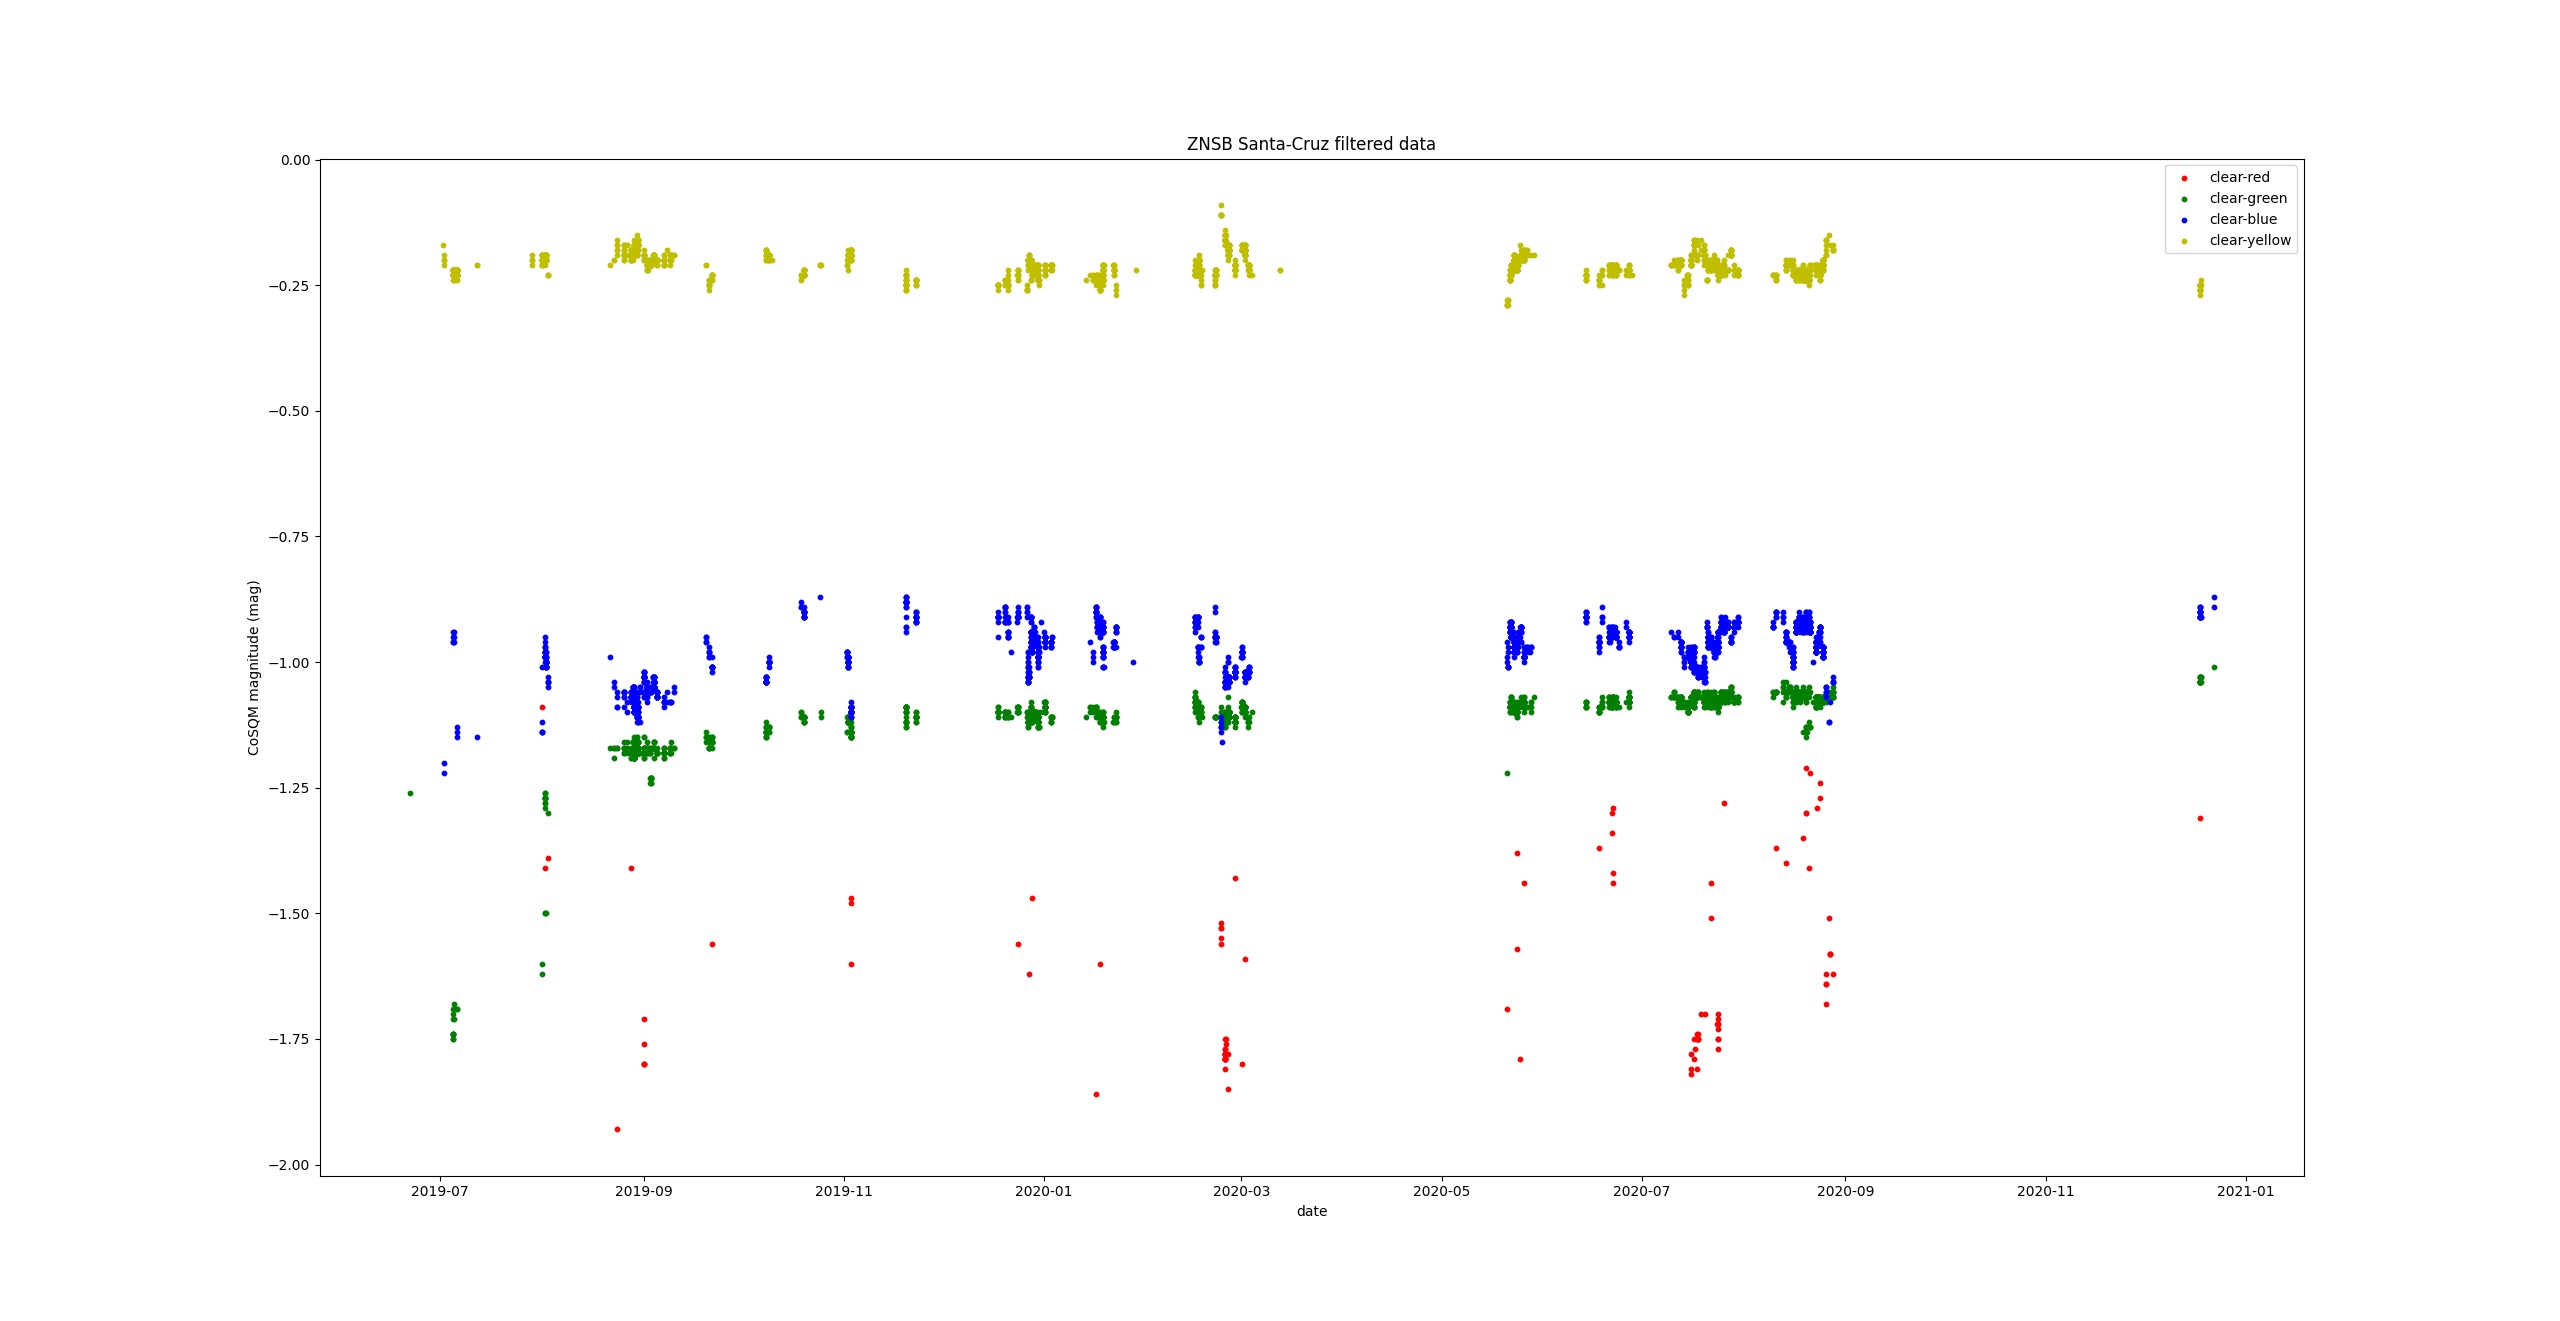 ZNSB Santa-Cruz filtered data
0.00
clear-red
clear-green
clear-blue
clear-yellow
−0.25
−0.50
−0.75
CoSQM magnitude (mag)
−1.00
−1.25
−1.50
−1.75
−2.00
2019-07 2019-09 2019-11 2020-01 2020-03 2020-05 2020-07 2020-09 2020-11 2021-01
date